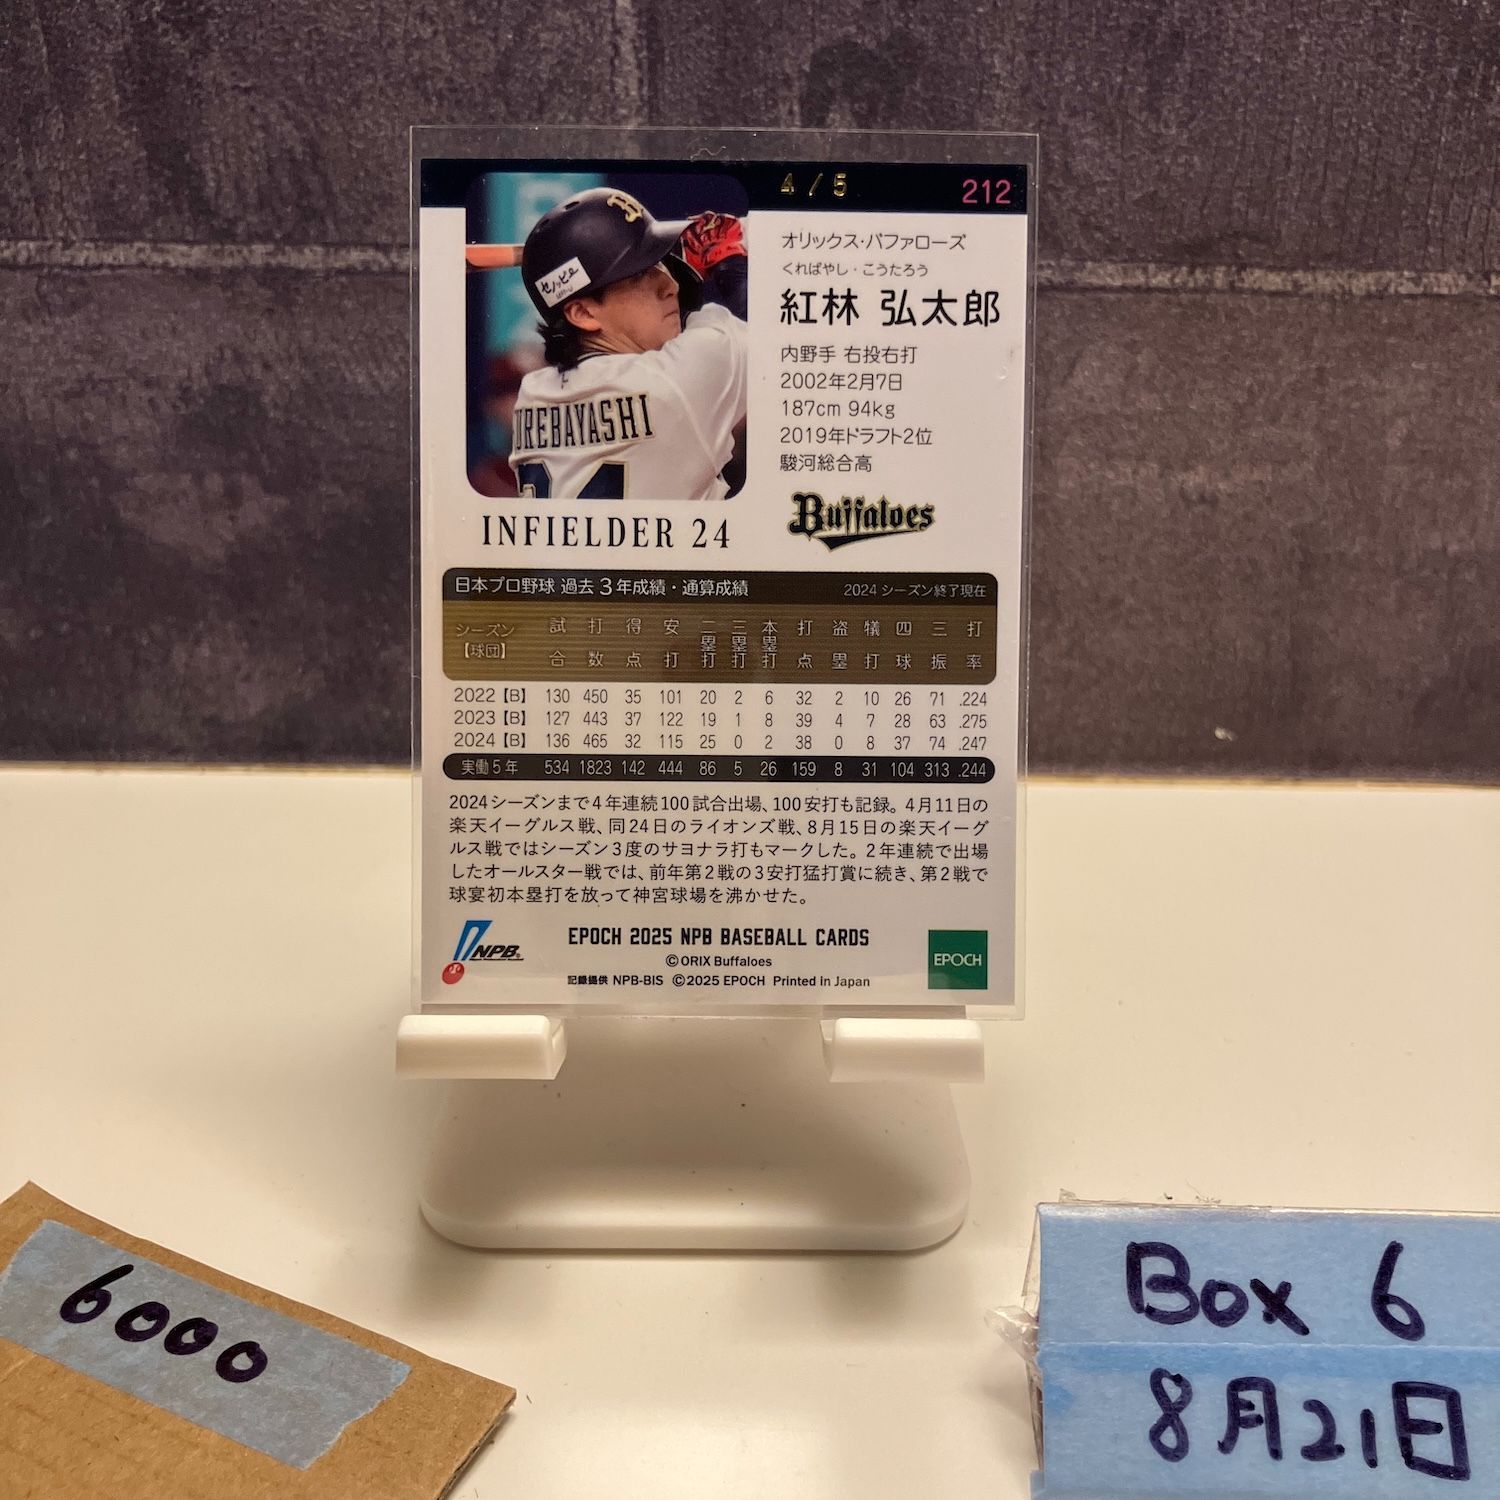 4 / 5
212
オリックス・バファローズ
くればやし・こうたろう
紅林 弘太郎
内野手 右投右打
2002年2月7日
187cm 94kg
2019年ドラフト2位
駿河総合高
Buffaloes
セノッピー
UREBAYASHI
24
INFIELDER 24
日本プロ野球 過去3年成績・通算成績 2024シーズン終了現在
シーズン【球団】 試合 打数 得点 安打 二塁打 三塁打 本塁打 打点 盗塁 犠打 四球 三振 打率
2022【B】 130 450 35 101 20 2 6 32 2 10 26 71 .224
2023【B】 127 443 37 122 19 1 8 39 4 7 28 63 .275
2024【B】 136 465 32 115 25 0 2 38 0 8 37 74 .247
実働5年 534 1823 142 444 86 5 26 159 8 31 104 313 .244
2024シーズンまで4年連続100試合出場、100安打も記録。4月11日の
楽天イーグルス戦、同24日のライオンズ戦、8月15日の楽天イーグ
ルス戦ではシーズン3度のサヨナラ打もマークした。2年連続で出場
したオールスター戦では、前年第2戦の3安打猛打賞に続き、第2戦で
球宴初本塁打を放って神宮球場を沸かせた。
NPB
EPOCH 2025 NPB BASEBALL CARDS
©ORIX Buffaloes
記録提供 NPB-BIS ©2025 EPOCH Printed in Japan
EPOCH
6000
Box 6
8月21日